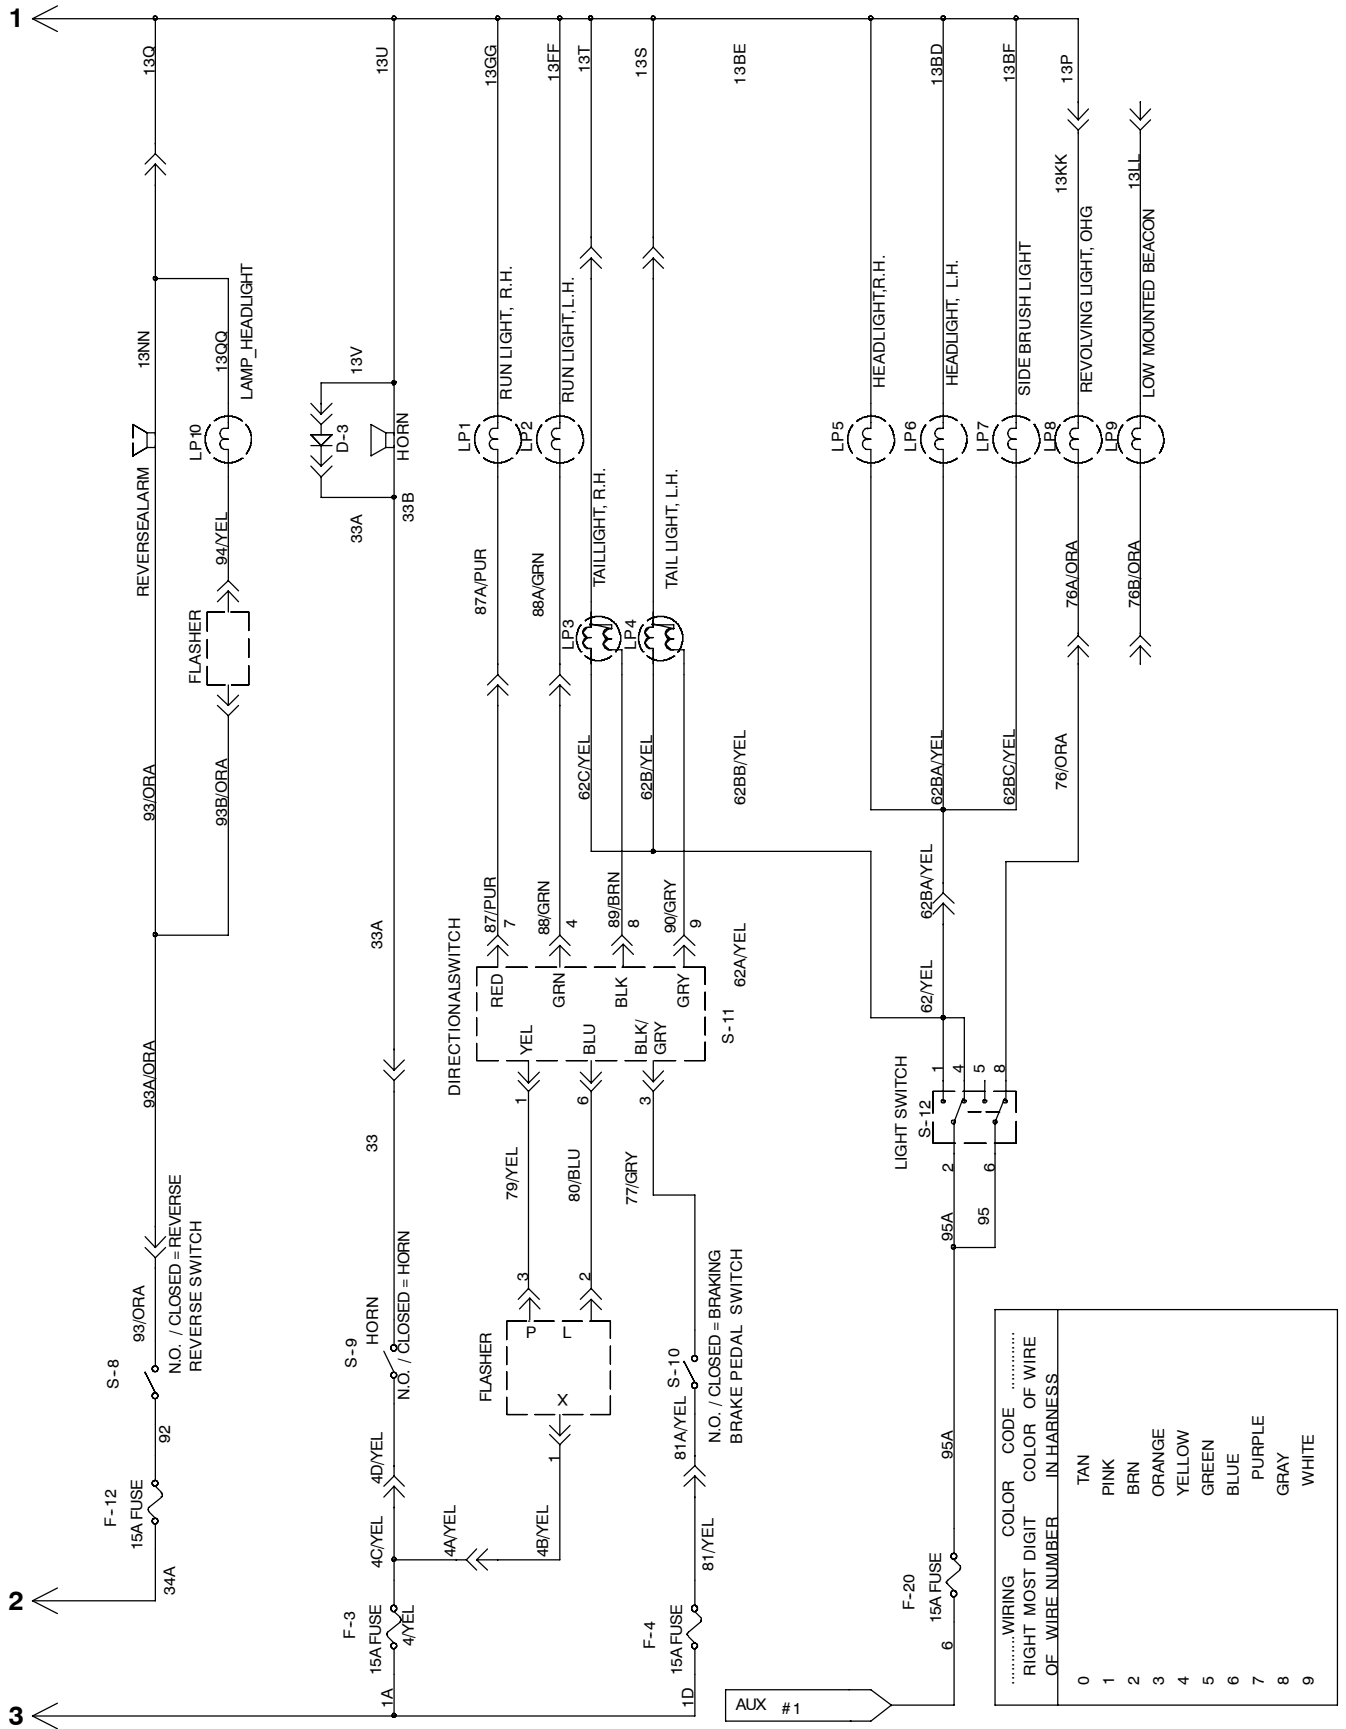 1
13Q
13U
13GG
13FF
13T
13S
13BE
13BD
13BF
13P
13KK
13LL
13NN
13QQ
LAMP_HEADLIGHT
13V
RUN LIGHT, R.H.
RUN LIGHT, L.H.
HEADLIGHT,R.H.
HEADLIGHT, L.H.
SIDE BRUSH LIGHT
REVOLVING LIGHT, OHG
LOW MOUNTED BEACON
REVERSEALARM
LP10
D-3
HORN
LP1
LP2
LP5
LP6
LP7
LP8
LP9
94/YEL
33A
33B
87A/PUR
88A/GRN
TAILLIGHT, R.H.
TAIL LIGHT, L.H.
76A/ORA
76B/ORA
FLASHER
LP3
LP4
93/ORA
93B/ORA
62C/YEL
62B/YEL
62BB/YEL
62BA/YEL
62BC/YEL
76/ORA
33A
DIRECTIONALSWITCH
87/PUR
7
88/GRN
4
89/BRN
8
90/GRY
9
62A/YEL
62BA/YEL
62/YEL
RED
GRN
BLK
GRY
YEL
BLU
BLK/
GRY
S-11
93A/ORA
1
6
3
LIGHT SWITCH
S-12
1
4
5
8
2
6
33
79/YEL
80/BLU
77/GRY
95A
95
93/ORA
N.O. / CLOSED = REVERSE
REVERSE SWITCH
S-8
S-9
HORN
N.O. / CLOSED = HORN
3
2
FLASHER
P
L
X
1
S-10
N.O. / CLOSED = BRAKING
BRAKE PEDAL SWITCH
81A/YEL
92
F-12
15A FUSE
34A
4D/YEL
4C/YEL
4A/YEL
4B/YEL
81/YEL
95A
2
F-3
15A FUSE
4/YEL
F-4
15A FUSE
F-20
15A FUSE
6
3
1A
1D
AUX #1
.........WIRING COLOR CODE ............
RIGHT MOST DIGIT COLOR OF WIRE
OF WIRE NUMBER IN HARNESS
0 TAN
1 PINK
2 BRN
3 ORANGE
4 YELLOW
5 GREEN
6 BLUE
7 PURPLE
8 GRAY
9 WHITE